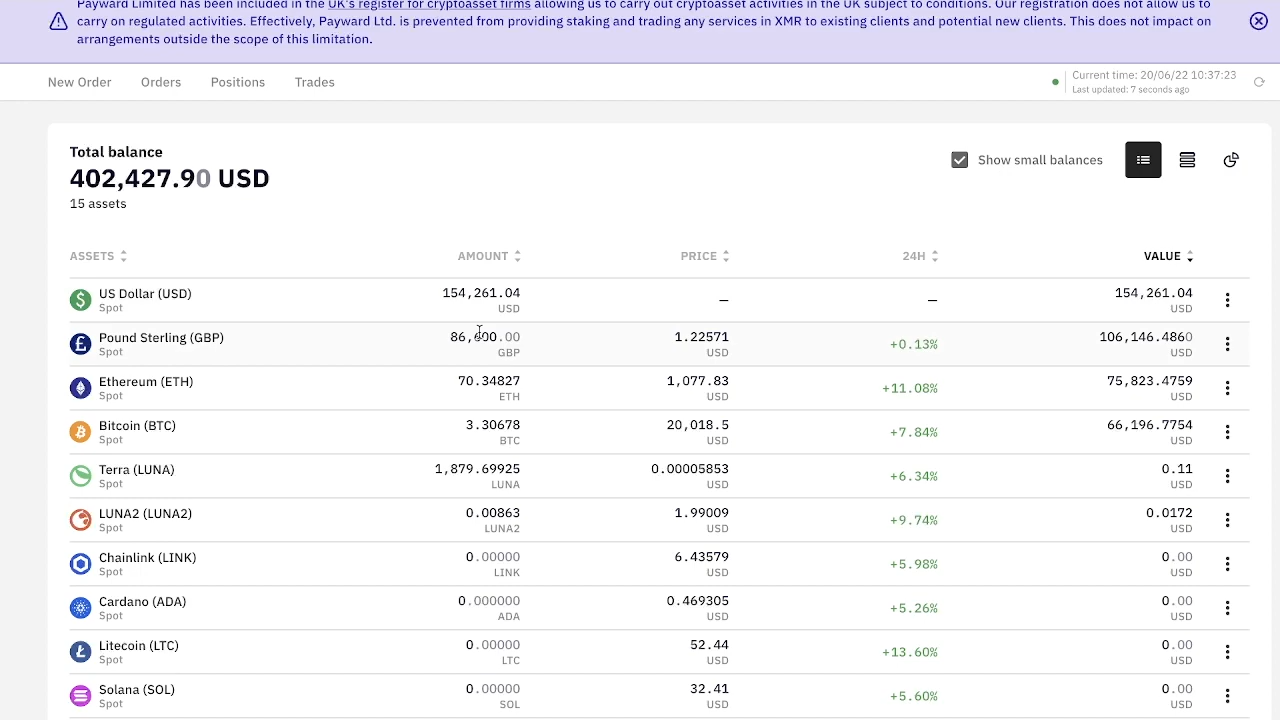 Payward Limited has been included in the UK's register for cryptoasset firms allowing us to carry out cryptoasset activities in the UK subject to conditions. Our registration does not allow us to
carry on regulated activities. Effectively, Payward Ltd. is prevented from providing staking and trading any services in XMR to existing clients and potential new clients. This does not impact on
arrangements outside the scope of this limitation.
New Order Orders Positions Trades
Current time: 20/06/22 10:37:23
Last updated: 7 seconds ago
Total balance
402,427.90 USD
15 assets
Show small balances
ASSETS AMOUNT PRICE 24H VALUE
US Dollar (USD) 154,261.04 — — 154,261.04
Spot USD USD
Pound Sterling (GBP) 86,600.00 1.22571 +0.13% 106,146.4860
Spot GBP USD USD
Ethereum (ETH) 70.34827 1,077.83 +11.08% 75,823.4759
Spot ETH USD USD
Bitcoin (BTC) 3.30678 20,018.5 +7.84% 66,196.7754
Spot BTC USD USD
Terra (LUNA) 1,879.69925 0.00005853 +6.34% 0.11
Spot LUNA USD USD
LUNA2 (LUNA2) 0.00863 1.99009 +9.74% 0.0172
Spot LUNA2 USD USD
Chainlink (LINK) 0.00000 6.43579 +5.98% 0.00
Spot LINK USD USD
Cardano (ADA) 0.000000 0.469305 +5.26% 0.00
Spot ADA USD USD
Litecoin (LTC) 0.00000 52.44 +13.60% 0.00
Spot LTC USD USD
Solana (SOL) 0.00000 32.41 +5.60% 0.00
Spot SOL USD USD